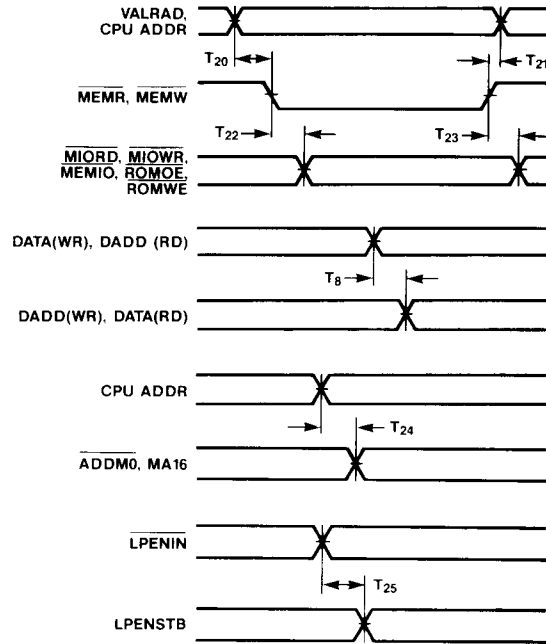 VALRAD,
CPU ADDR
T20
T21
MEMR, MEMW
T22
T23
MIORD, MIOWR,
MEMIO, ROMOE,
ROMWE
DATA(WR), DADD (RD)
T8
DADD(WR), DATA(RD)
CPU ADDR
T24
ADDM0, MA16
LPENIN
T25
LPENSTB